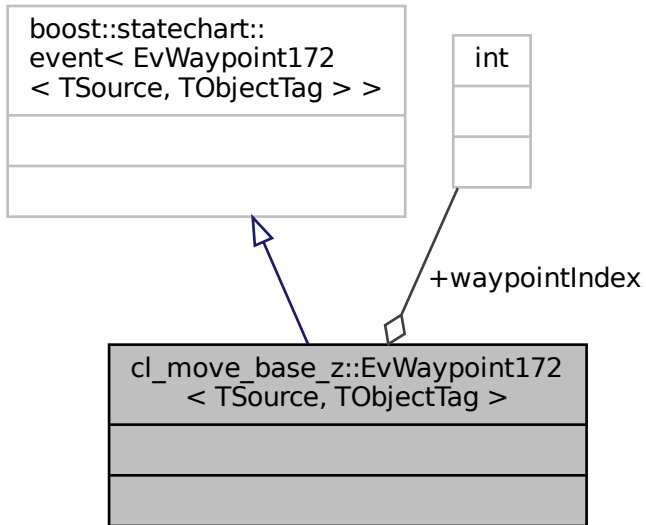 boost::statechart::
event< EvWaypoint172
< TSource, TObjectTag > >
int
+waypointIndex
cl_move_base_z::EvWaypoint172
< TSource, TObjectTag >